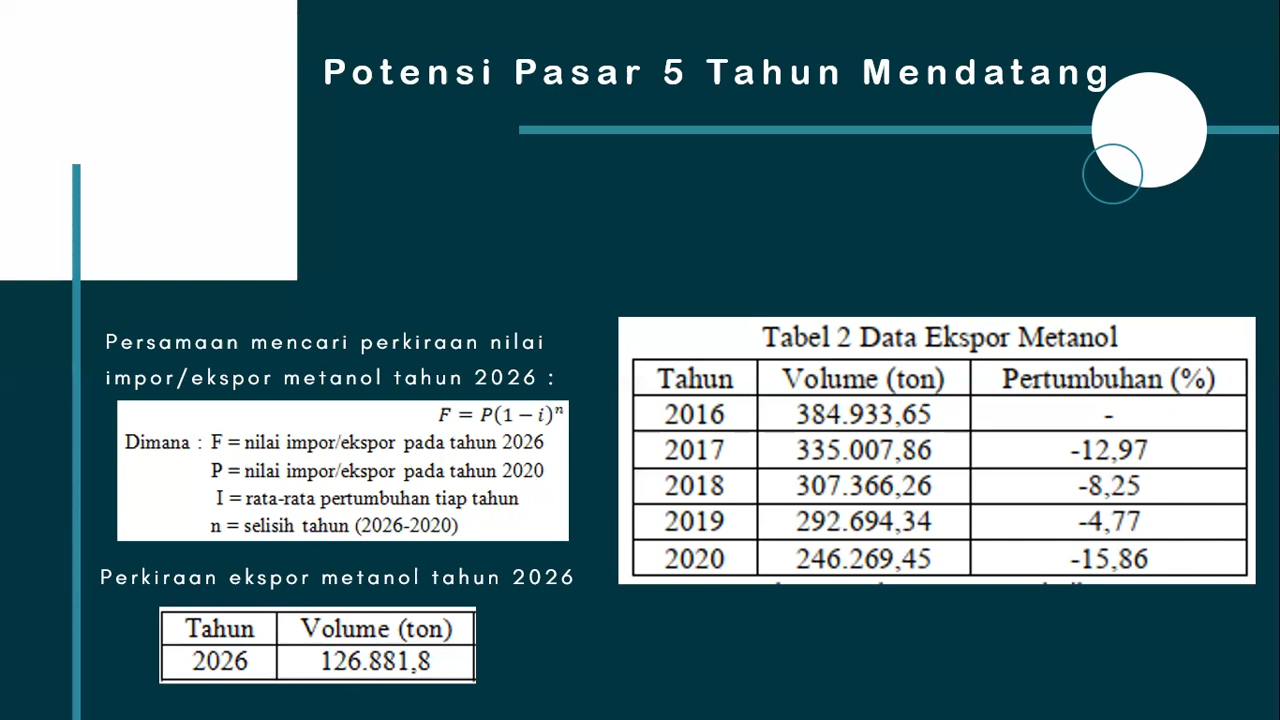 Potensi Pasar 5 Tahun Mendatang
Persamaan mencari perkiraan nilai
impor/ekspor metanol tahun 2026 :
F = P(1 − i)ⁿ
Dimana : F = nilai impor/ekspor pada tahun 2026
P = nilai impor/ekspor pada tahun 2020
I = rata-rata pertumbuhan tiap tahun
n = selisih tahun (2026-2020)
Perkiraan ekspor metanol tahun 2026
Tahun Volume (ton)
2026 126.881,8
Tabel 2 Data Ekspor Metanol
Tahun Volume (ton) Pertumbuhan (%)
2016 384.933,65 -
2017 335.007,86 -12,97
2018 307.366,26 -8,25
2019 292.694,34 -4,77
2020 246.269,45 -15,86